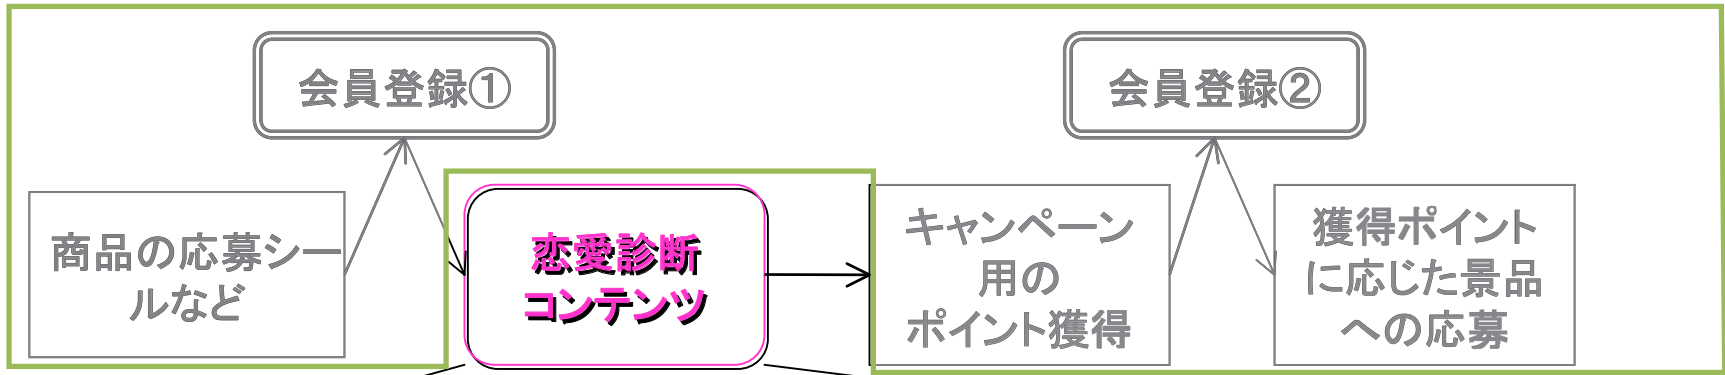 会員登録①
会員登録②
商品の応募シー
ルなど
恋愛診断
コンテンツ
キャンペーン
用の
ポイント獲得
獲得ポイント
に応じた景品
への応募